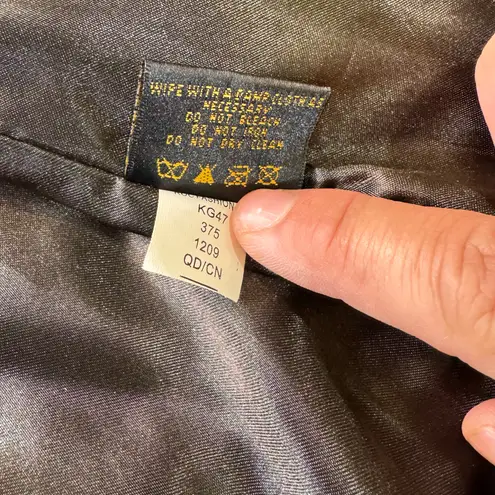 WIPE WITH A DAMP CLOTH AS
NECESSARY
DO NOT BLEACH
DO NOT IRON
DO NOT DRY CLEAN
FASHION
KG47
375
1209
QD/CN